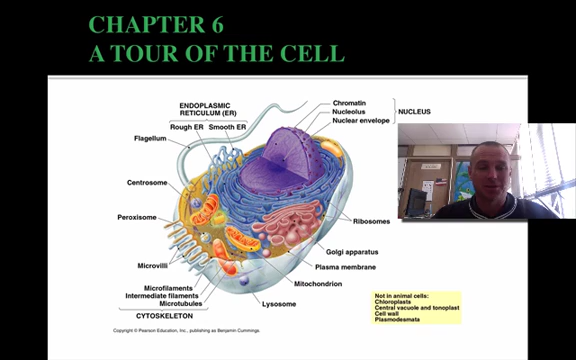 CHAPTER 6
A TOUR OF THE CELL
ENDOPLASMIC
RETICULUM (ER)
Rough ER
Smooth ER
Flagellum
Chromatin
Nucleolus
Nuclear envelope
NUCLEUS
Centrosome
Peroxisome
Microvilli
Ribosomes
Golgi apparatus
Plasma membrane
Mitochondrion
Lysosome
Microfilaments
Intermediate filaments
Microtubules
CYTOSKELETON
Not in animal cells:
Chloroplasts
Central vacuole and tonoplast
Cell wall
Plasmodesmata
Copyright © Pearson Education, Inc., publishing as Benjamin Cummings.